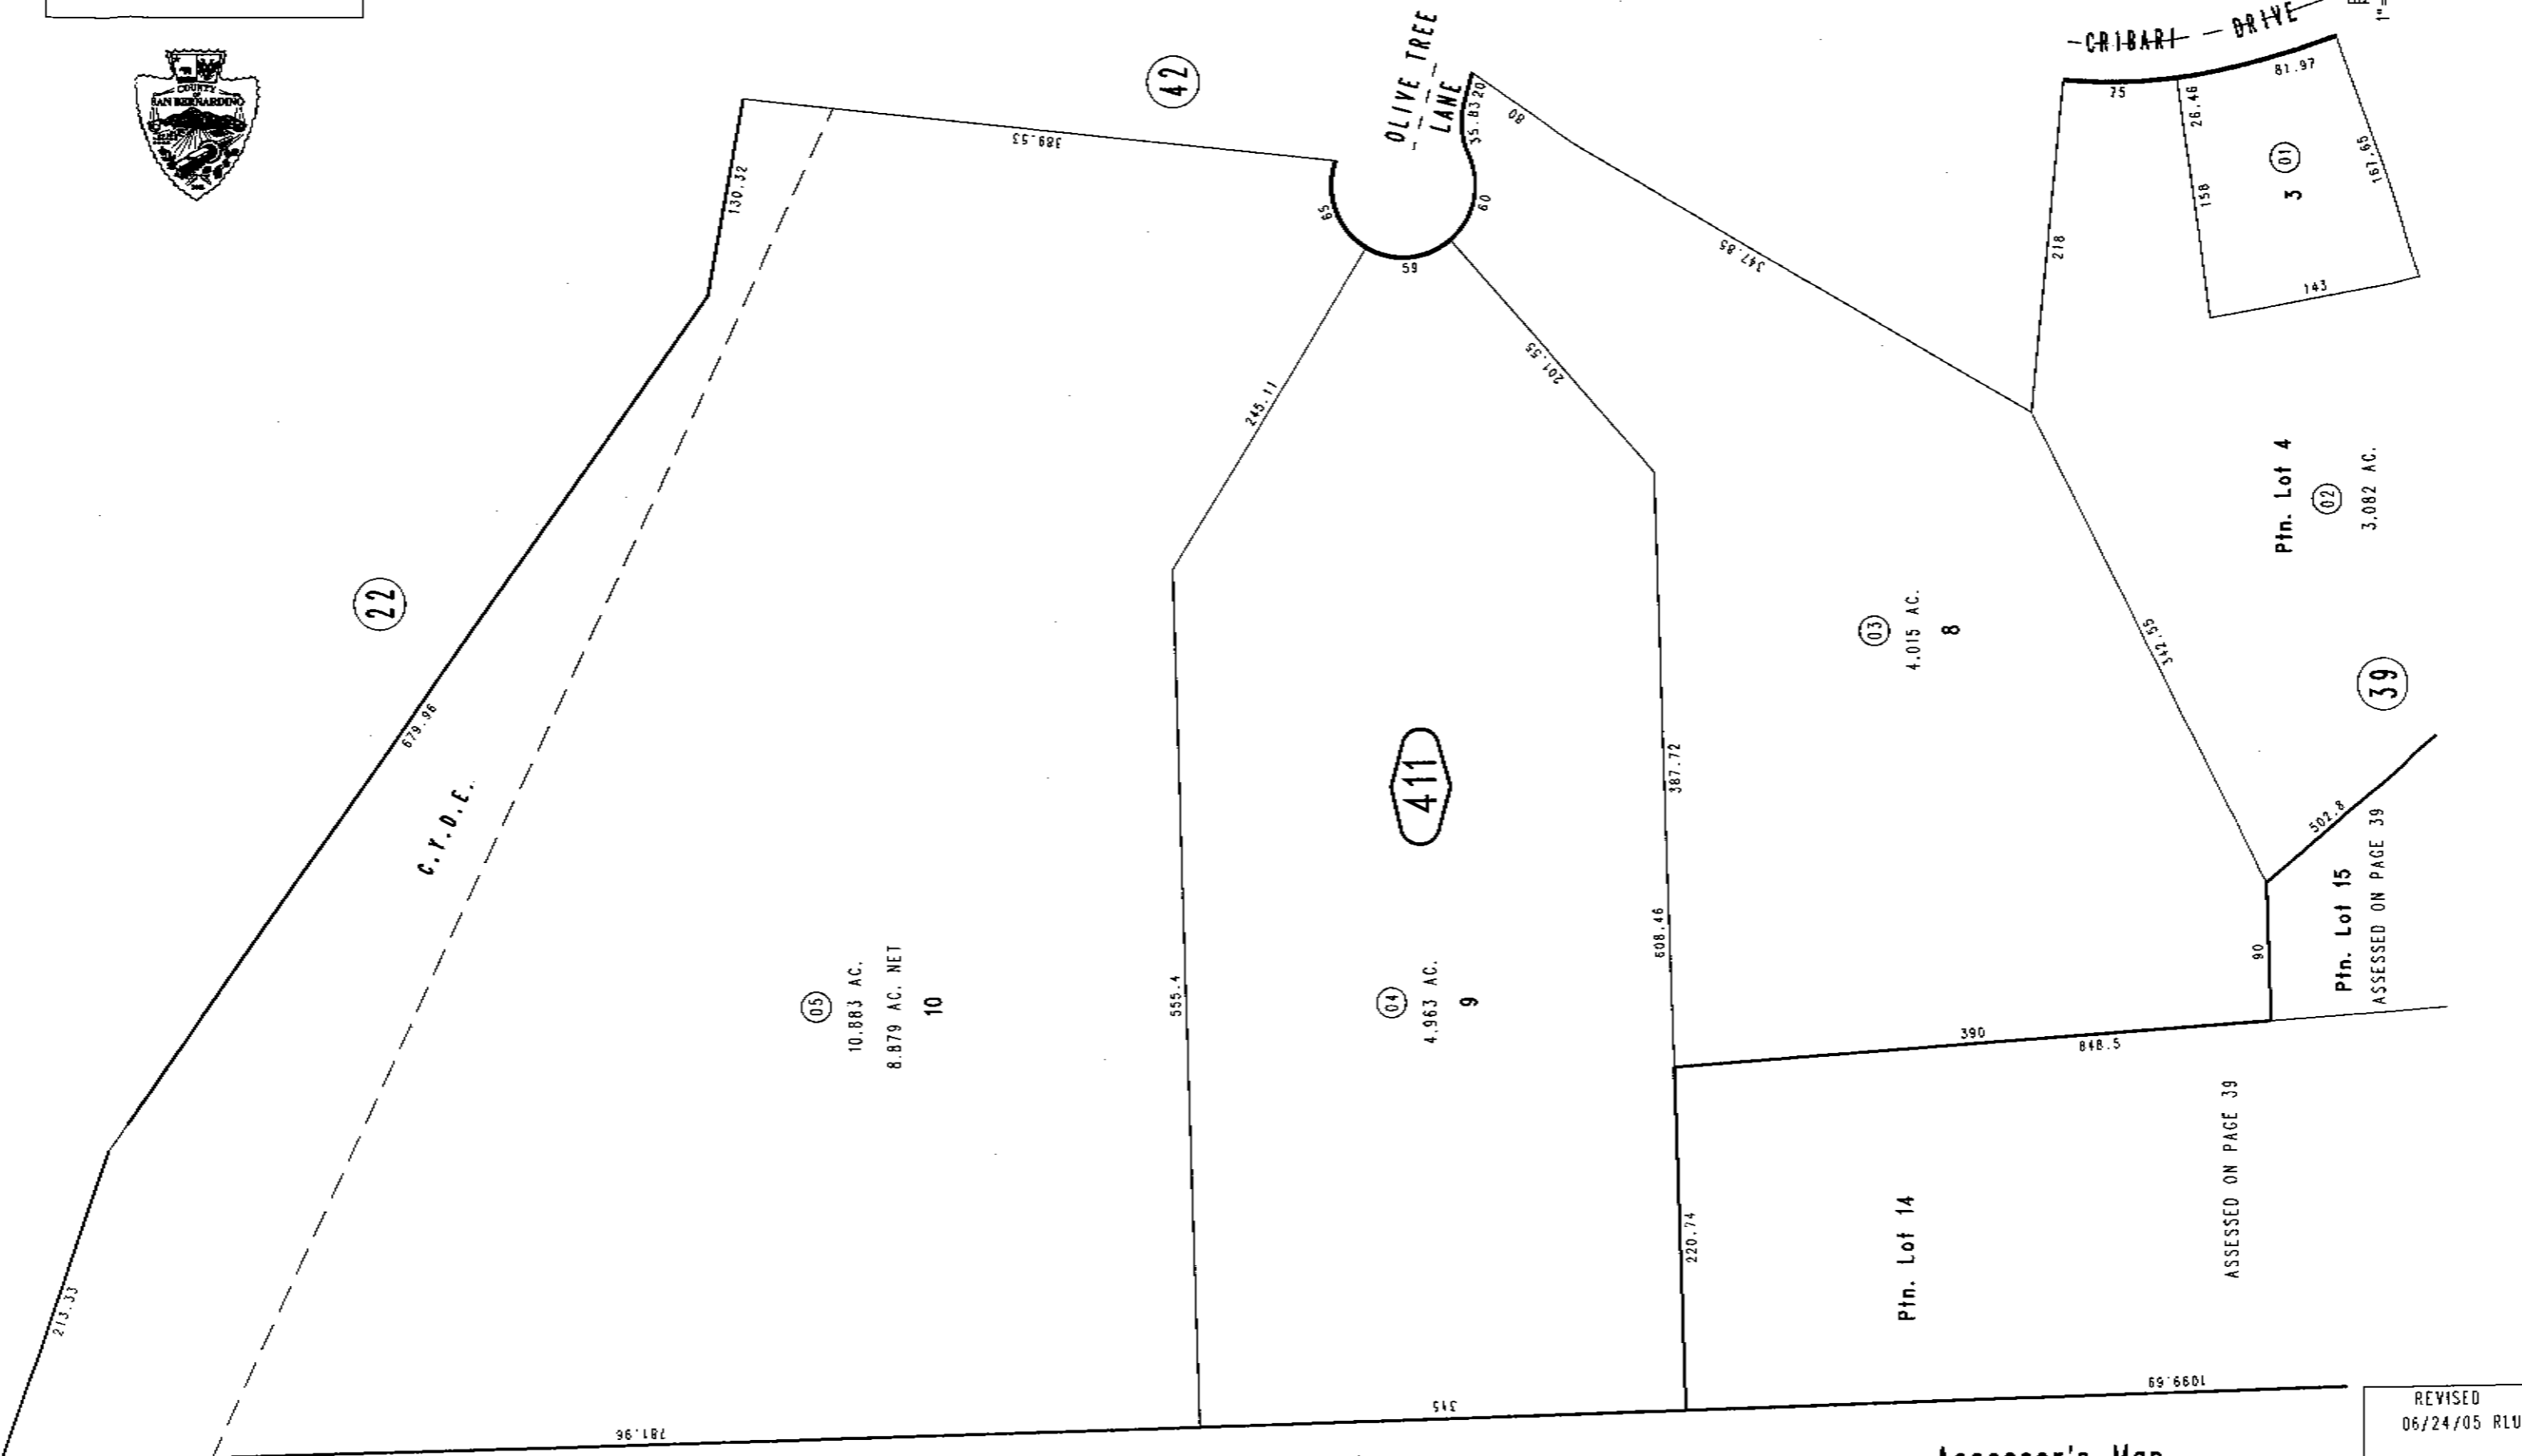 COUNTY
OF
SAN BERNARDINO
42
OLIVE TREE
LANE
CRIBARI DRIVE
1"=
389.53
130.32
65
59
60
35.83
20
80
347.85
75
26.46
81.97
158
167.65
143
3
01
218
245.11
201.55
22
679.96
C.V.D.E.
Ptn. Lot 4
02
3.082 AC.
03
4.015 AC.
8
342.55
39
502.8
411
387.72
608.46
90
Ptn. Lot 15
ASSESSED ON PAGE 39
05
10.883 AC.
8.879 AC. NET
10
555.4
04
4.963 AC.
9
390
848.5
220.74
Ptn. Lot 14
ASSESSED ON PAGE 39
213.33
781.96
315
1099.69
REVISED
06/24/05 RLU
Assessor's Map